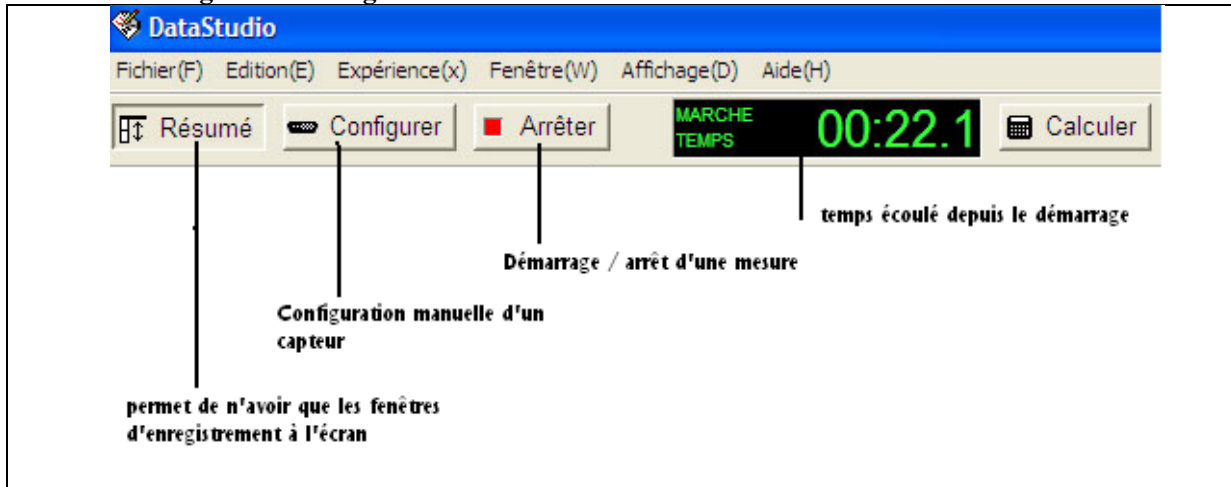 DataStudio
Fichier(F) Edition(E) Expérience(x) Fenêtre(W) Affichage(D) Aide(H)
Résumé Configurer Arrêter MARCHE TEMPS 00:22.1 Calculer
temps écoulé depuis le démarrage
Démarrage / arrêt d'une mesure
Configuration manuelle d'un
capteur
permet de n'avoir que les fenêtres
d'enregistrement à l'écran